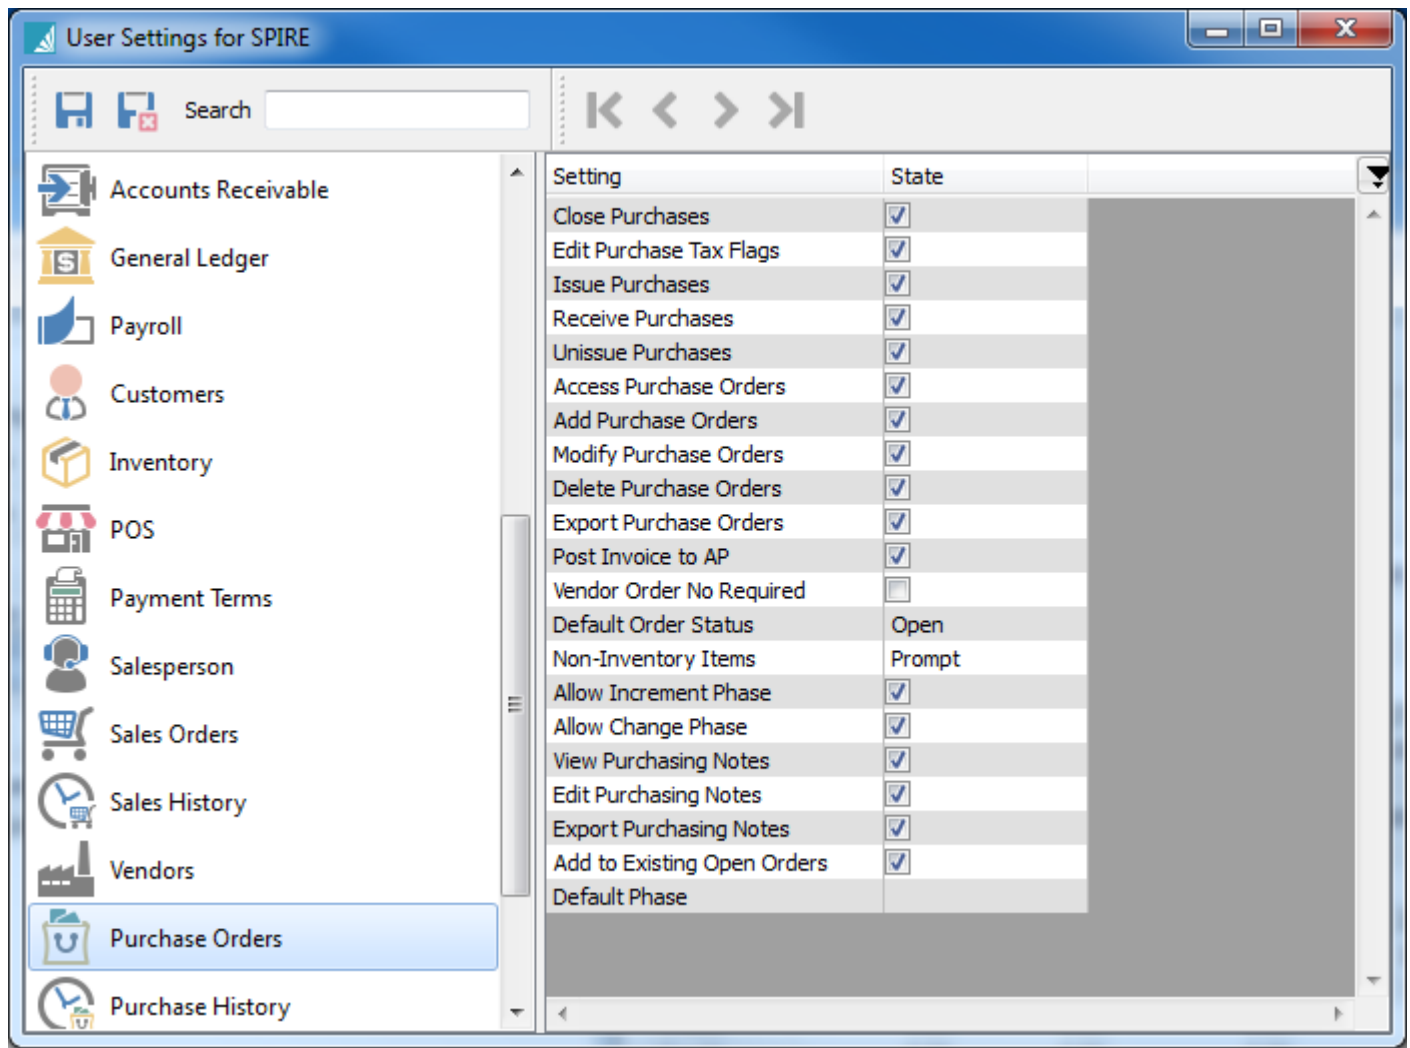 User Settings for SPIRE
Search
Accounts Receivable
General Ledger
Payroll
Customers
Inventory
POS
Payment Terms
Salesperson
Sales Orders
Sales History
Vendors
Purchase Orders
Purchase History
Setting State
Close Purchases
Edit Purchase Tax Flags
Issue Purchases
Receive Purchases
Unissue Purchases
Access Purchase Orders
Add Purchase Orders
Modify Purchase Orders
Delete Purchase Orders
Export Purchase Orders
Post Invoice to AP
Vendor Order No Required
Default Order Status Open
Non-Inventory Items Prompt
Allow Increment Phase
Allow Change Phase
View Purchasing Notes
Edit Purchasing Notes
Export Purchasing Notes
Add to Existing Open Orders
Default Phase